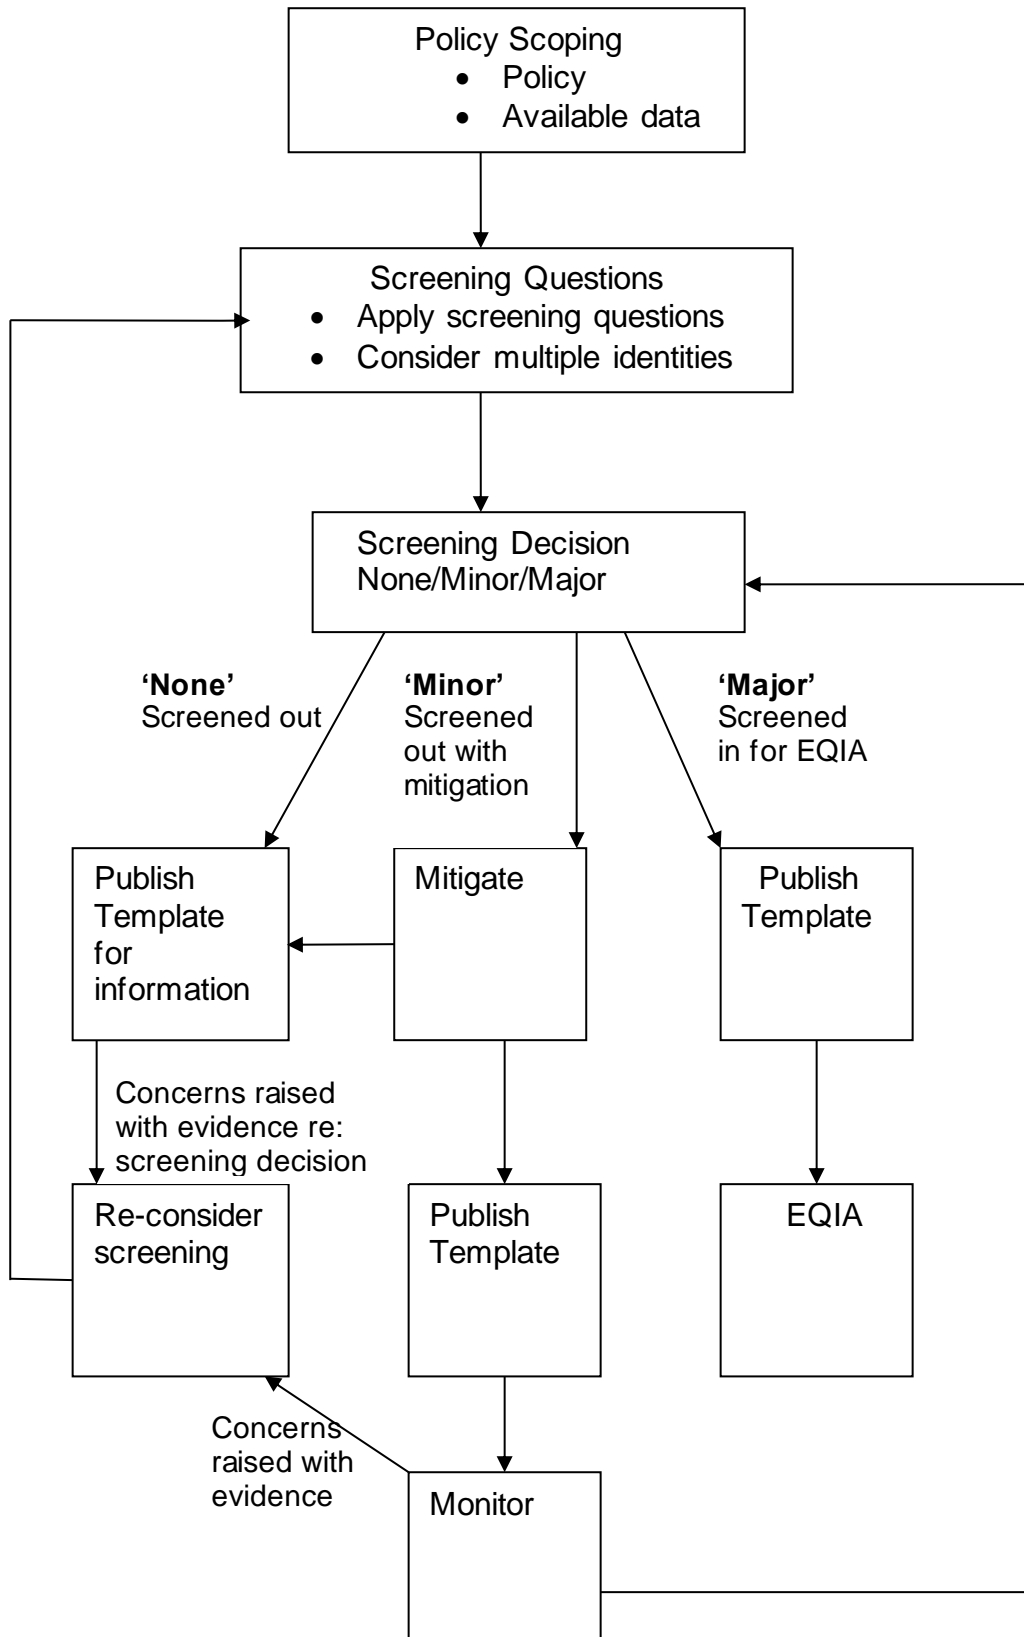 Policy Scoping
• Policy
• Available data
Screening Questions
• Apply screening questions
• Consider multiple identities
Screening Decision
None/Minor/Major
‘None’
Screened out
‘Minor’
Screened
out with
mitigation
‘Major’
Screened
in for EQIA
Publish
Template
for
information
Mitigate
Publish
Template
Concerns raised
with evidence re:
screening decision
Re-consider
screening
Publish
Template
EQIA
Concerns
raised with
evidence
Monitor